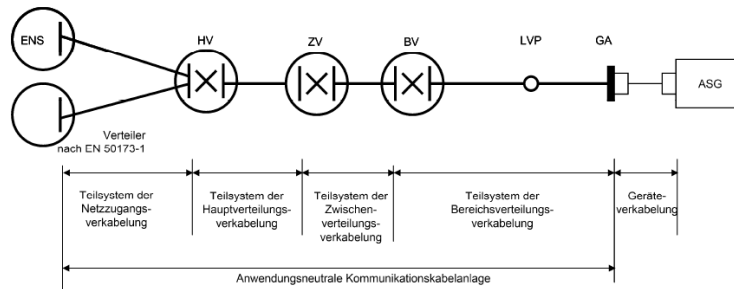 ENS
HV
ZV
BV
LVP
GA
ASG
Verteiler
nach EN 50173-1
Teilsystem der
Netzzugangs-
verkabelung
Teilsystem der
Hauptverteilungs-
verkabelung
Teilsystem der
Zwischen-
verteilungs-
verkabelung
Teilsystem der
Bereichsverteilungs-
verkabelung
Geräte-
verkabelung
Anwendungsneutrale Kommunikationskabelanlage